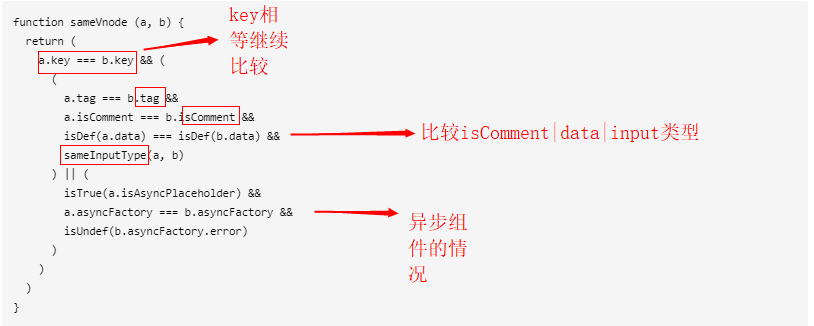 function sameVnode (a, b) {
return (
a.key === b.key && (
(
a.tag === b.tag &&
a.isComment === b.isComment &&
isDef(a.data) === isDef(b.data) &&
sameInputType(a, b)
) || (
isTrue(a.isAsyncPlaceholder) &&
a.asyncFactory === b.asyncFactory &&
isUndef(b.asyncFactory.error)
)
)
)
}
key相
等继续
比较
比较isComment|data|input类型
异步组
件的情
况